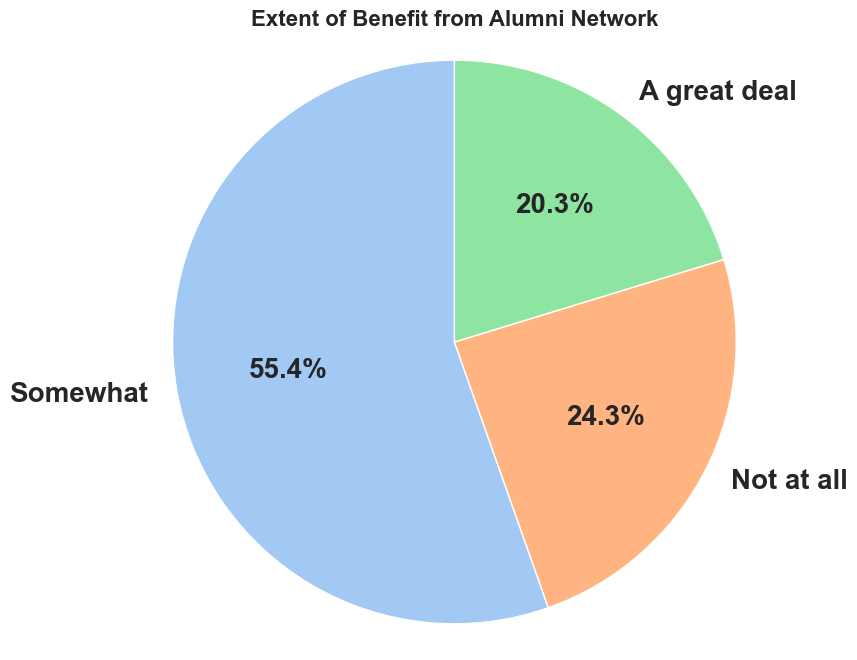 Extent of Benefit from Alumni Network
A great deal
20.3%
55.4%
Somewhat
24.3%
Not at all